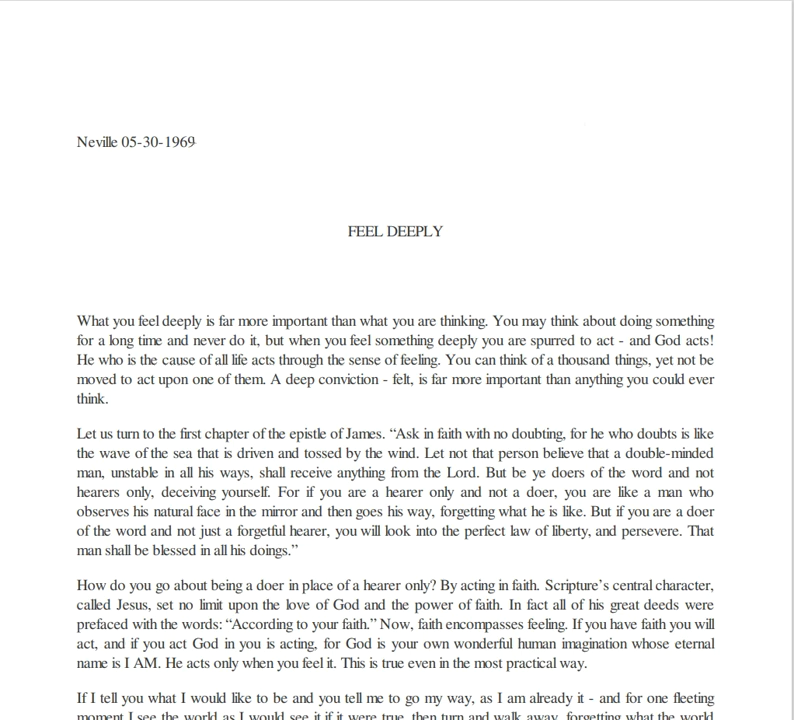 Neville 05-30-1969
FEEL DEEPLY
What you feel deeply is far more important than what you are thinking. You may think about doing something
for a long time and never do it, but when you feel something deeply you are spurred to act - and God acts!
He who is the cause of all life acts through the sense of feeling. You can think of a thousand things, yet not be
moved to act upon one of them. A deep conviction - felt, is far more important than anything you could ever
think.
Let us turn to the first chapter of the epistle of James. “Ask in faith with no doubting, for he who doubts is like
the wave of the sea that is driven and tossed by the wind. Let not that person believe that a double-minded
man, unstable in all his ways, shall receive anything from the Lord. But be ye doers of the word and not
hearers only, deceiving yourself. For if you are a hearer only and not a doer, you are like a man who
observes his natural face in the mirror and then goes his way, forgetting what he is like. But if you are a doer
of the word and not just a forgetful hearer, you will look into the perfect law of liberty, and persevere. That
man shall be blessed in all his doings.”
How do you go about being a doer in place of a hearer only? By acting in faith. Scripture’s central character,
called Jesus, set no limit upon the love of God and the power of faith. In fact all of his great deeds were
prefaced with the words: “According to your faith.” Now, faith encompasses feeling. If you have faith you will
act, and if you act God in you is acting, for God is your own wonderful human imagination whose eternal
name is I AM. He acts only when you feel it. This is true even in the most practical way.
If I tell you what I would like to be and you tell me to go my way, as I am already it - and for one fleeting
moment I see the world as I would see it if it were true, then turn and walk away, forgetting what the world